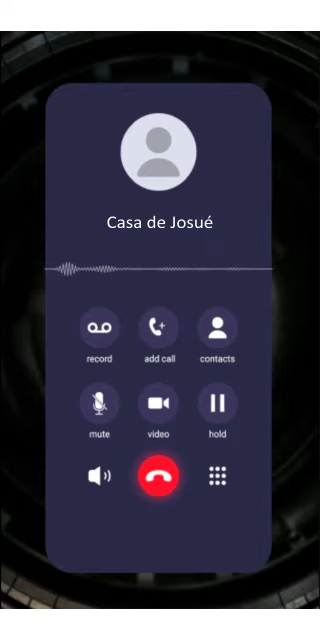 Casa de Josué
record
add call
contacts
mute
video
hold